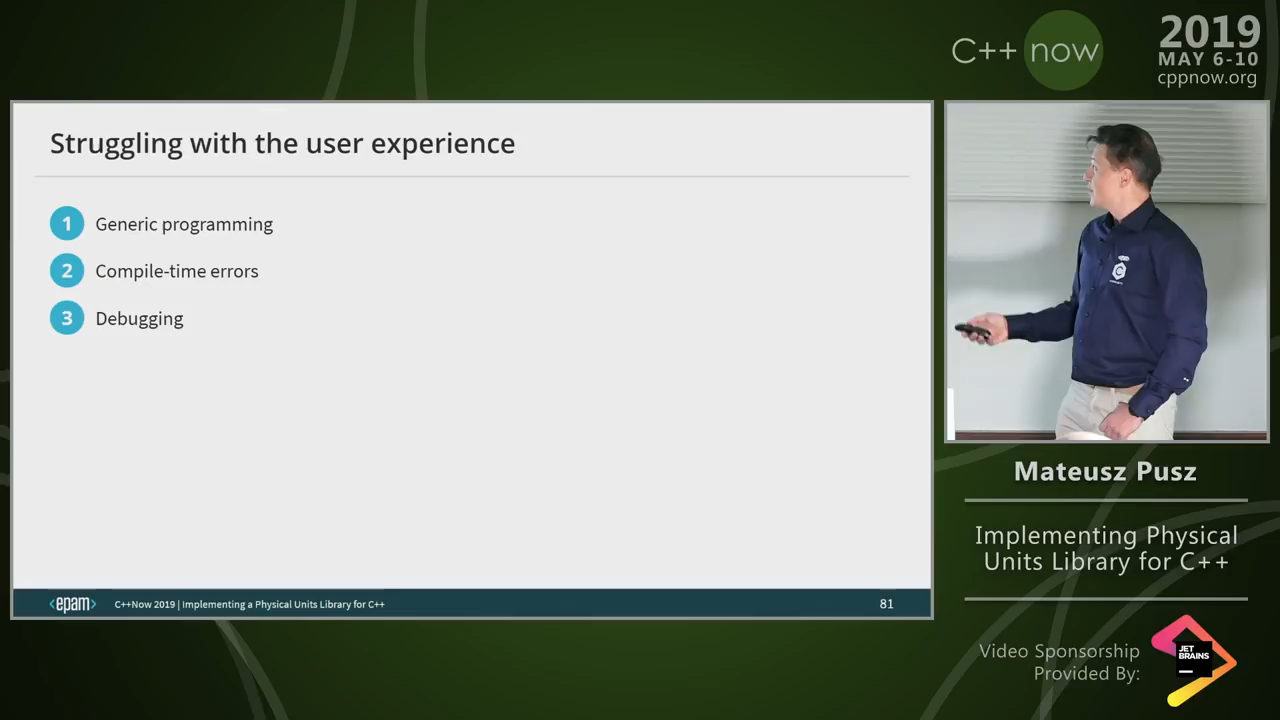 C++ now
2019
MAY 6-10
cppnow.org
Struggling with the user experience
1 Generic programming
2 Compile-time errors
3 Debugging
<epam>
C++Now 2019 | Implementing a Physical Units Library for C++
81
Mateusz Pusz
Implementing Physical
Units Library for C++
Video Sponsorship
Provided By:
JET
BRAINS